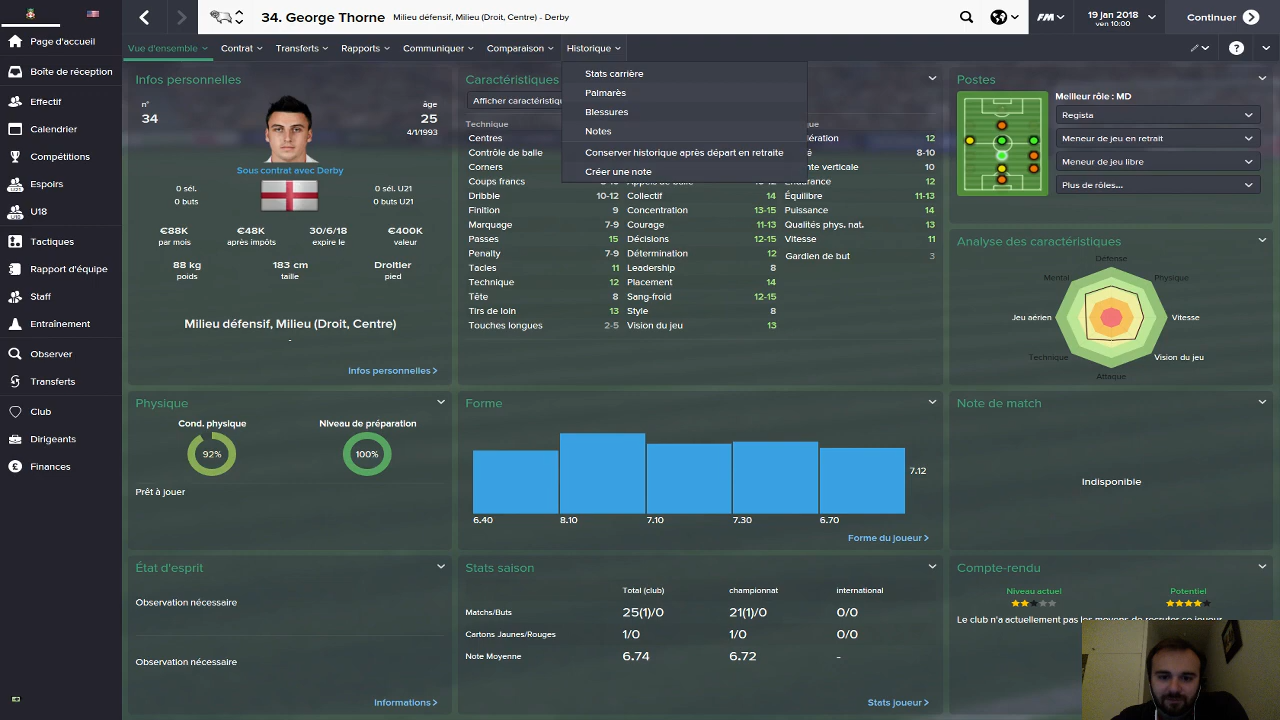 34. George Thorne Milieu défensif, Milieu (Droit, Centre) - Derby
FM
19 jan 2018
ven 10:00
Continuer
Page d'accueil
Boîte de réception
Effectif
Calendrier
Compétitions
Espoirs
U21
U18
U18
Tactiques
Rapport d'équipe
Staff
Entraînement
Observer
Transferts
Club
Dirigeants
Finances
Vue d'ensemble Contrat Transferts Rapports Communiquer Comparaison Historique
?
Stats carrière
Palmarès
Blessures
Notes
Conserver historique après départ en retraite
Créer une note
Infos personnelles
n°
34
âge
25
4/1/1993
Sous contrat avec Derby
0 sél.
0 buts
0 sél. U21
0 buts U21
€88K
par mois
€48K
après impôts
30/6/18
expire le
€400K
valeur
88 kg
poids
183 cm
taille
Droitier
pied
Milieu défensif, Milieu (Droit, Centre)
-
Infos personnelles >
Caractéristiques
Technique
Centres
Contrôle de balle
Corners
Coups francs
Dribble 10-12
Finition 9
Marquage 7-9
Passes 15
Penalty 7-9
Tacles 11
Technique 12
Tête 8
Tirs de loin 13
Touches longues 2-5
Collectif 14
Concentration 13-15
Courage 11-13
Décisions 12-15
Détermination 12
Leadership 8
Placement 14
Sang-froid 12-15
Style 8
Vision du jeu 13
12
8-10
10
Endurance 12
Équilibre 11-13
Puissance 14
Qualités phys. nat. 13
Vitesse 11
Gardien de but 3
Postes
Meilleur rôle : MD
Regista
Meneur de jeu en retrait
Meneur de jeu libre
Plus de rôles...
Analyse des caractéristiques
Défense
Mental
Physique
Jeu aérien
Vitesse
Technique
Vision du jeu
Attaque
Physique
Cond. physique
92%
Niveau de préparation
100%
Prêt à jouer
Forme
7.12
6.40 8.10 7.10 7.30 6.70
Forme du joueur >
Note de match
Indisponible
État d'esprit
Observation nécessaire
Observation nécessaire
Informations >
Stats saison
Total (club) championnat international
Matchs/Buts 25(1)/0 21(1)/0 0/0
Cartons Jaunes/Rouges 1/0 1/0 0/0
Note Moyenne 6.74 6.72 -
Stats joueur >
Compte-rendu
Niveau actuel
Potentiel
Le club n'a actuellement pas les moyens de recruter ce joueur